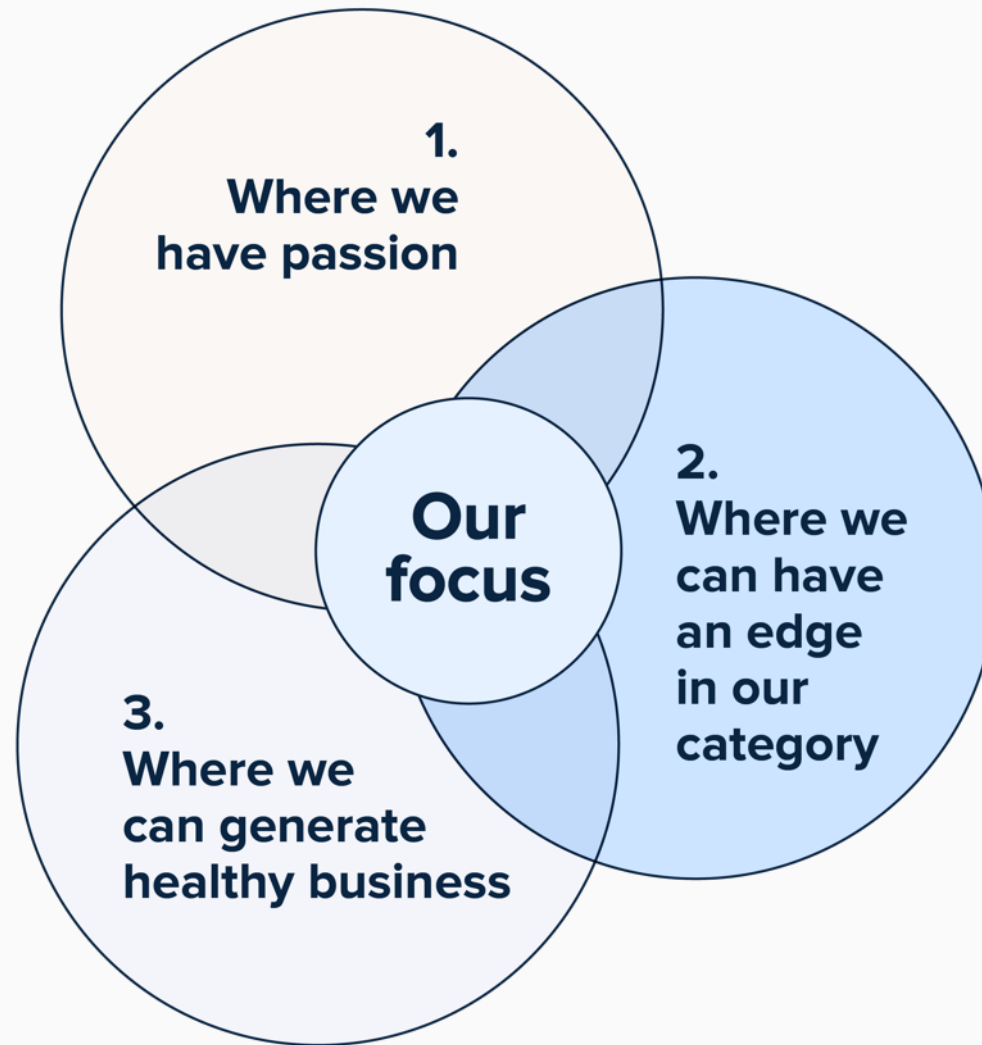 1.
Where we
have passion
2.
Where we
can have
an edge
in our
category
Our
focus
3.
Where we
can generate
healthy business